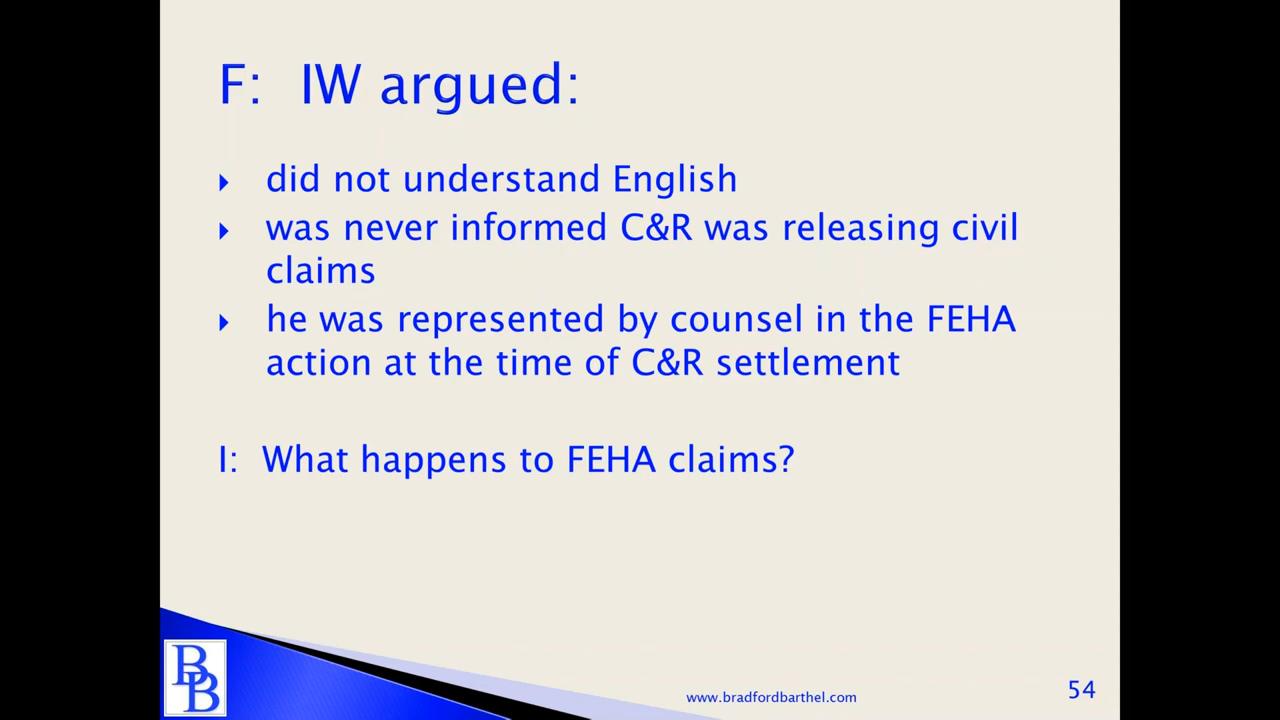 F: IW argued:
did not understand English
was never informed C&R was releasing civil
claims
he was represented by counsel in the FEHA
action at the time of C&R settlement
I: What happens to FEHA claims?
BB
www.bradfordbarthel.com
54